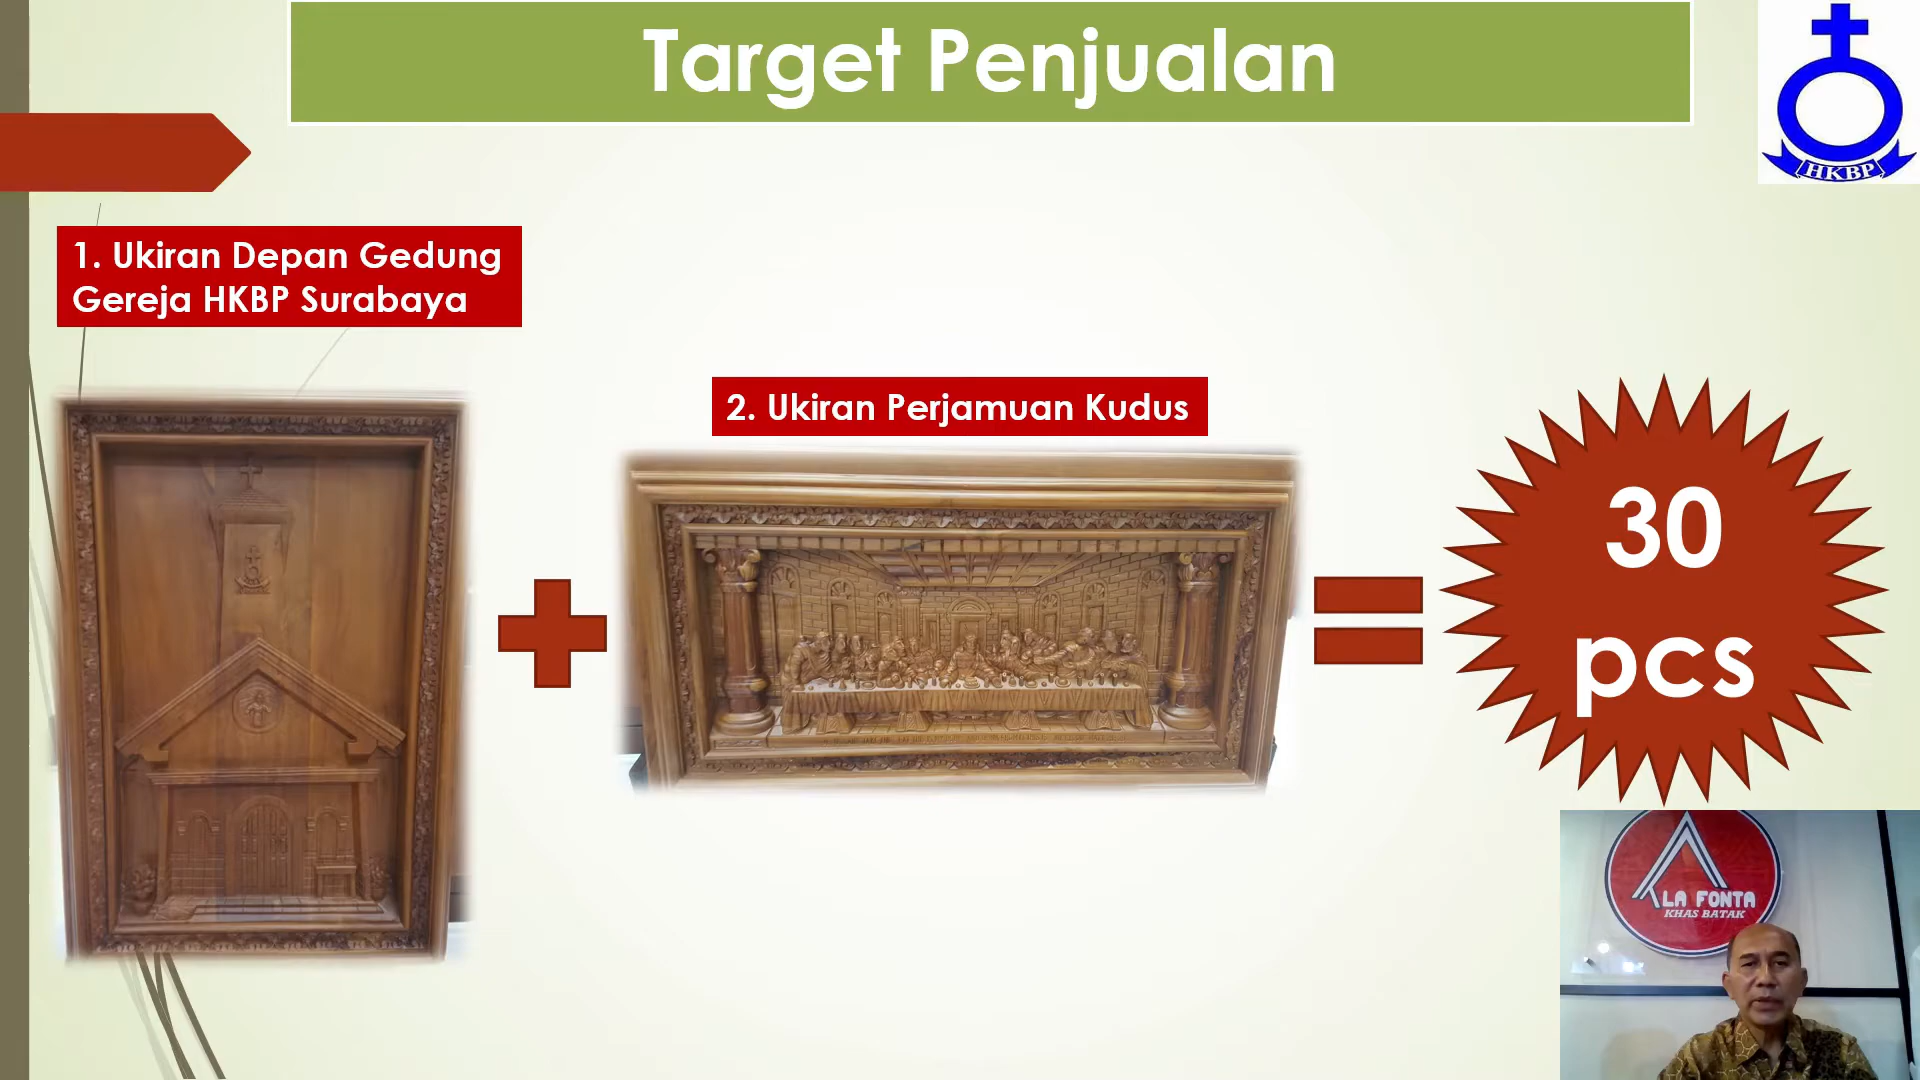 Target Penjualan
HKBP
1. Ukiran Depan Gedung
Gereja HKBP Surabaya
2. Ukiran Perjamuan Kudus
30
pcs
LA FONTA
KHAS BATAK